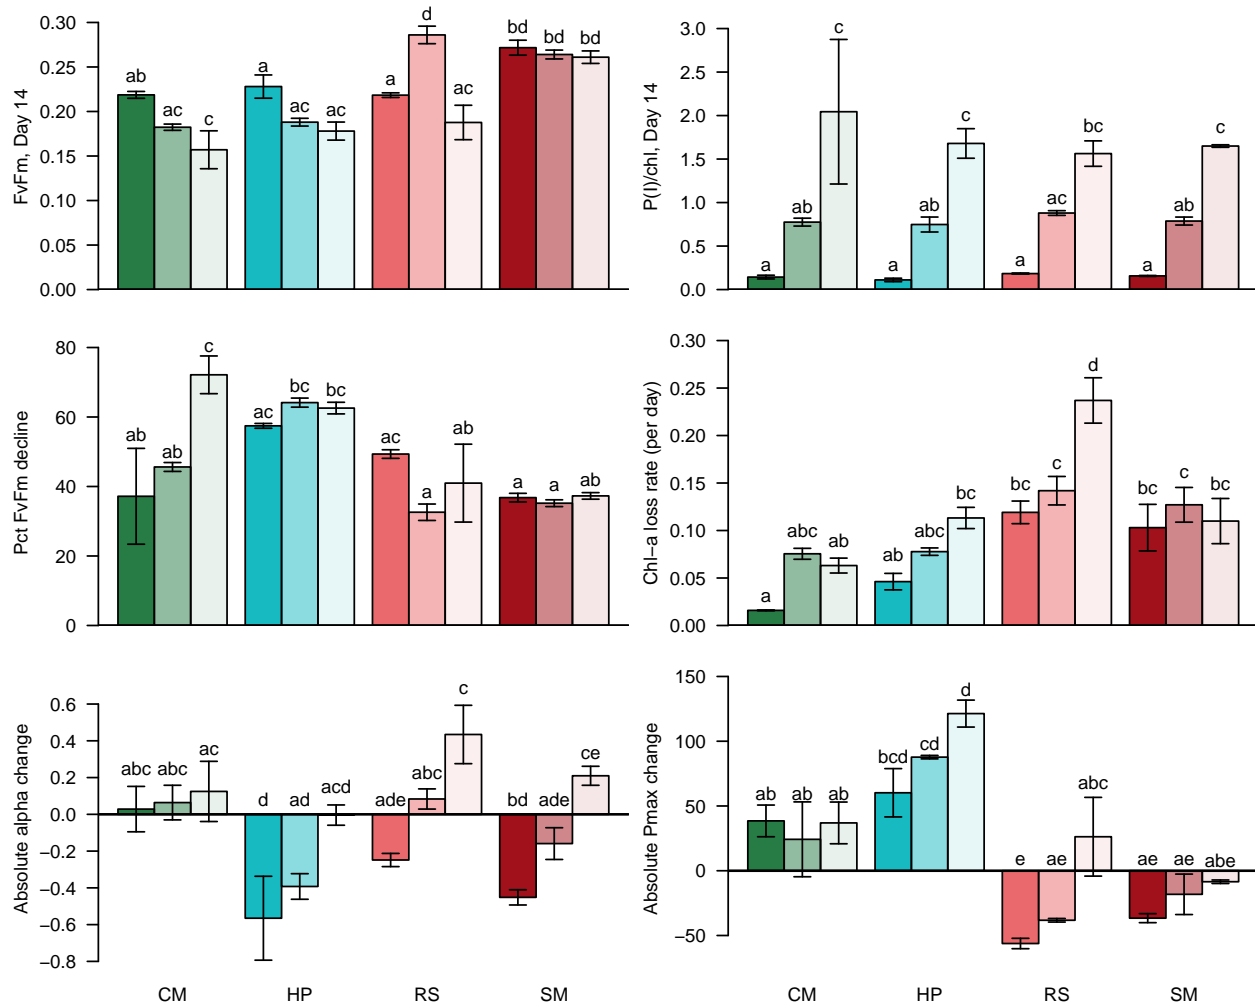 FvFm, Day 14
0.30
0.25
0.20
0.15
0.10
0.05
0.00
ab ac c a ac ac a d ac bd bd bd
P(I)/chl, Day 14
3.0
2.5
2.0
1.5
1.0
0.5
0.0
a ab c a ab c a ac bc a ab c
Pct FvFm decline
80
60
40
20
0
ab ab c ac bc bc ac a ab a a ab
Chl−a loss rate (per day)
0.30
0.25
0.20
0.15
0.10
0.05
0.00
a abc ab ab abc bc bc c d bc c bc
Absolute alpha change
0.6
0.4
0.2
0.0
−0.2
−0.4
−0.6
−0.8
abc abc ac d ad acd ade abc c bd ade ce
CM HP RS SM
Absolute Pmax change
150
100
50
0
−50
ab ab ab bcd cd d e ae abc ae ae abe
CM HP RS SM